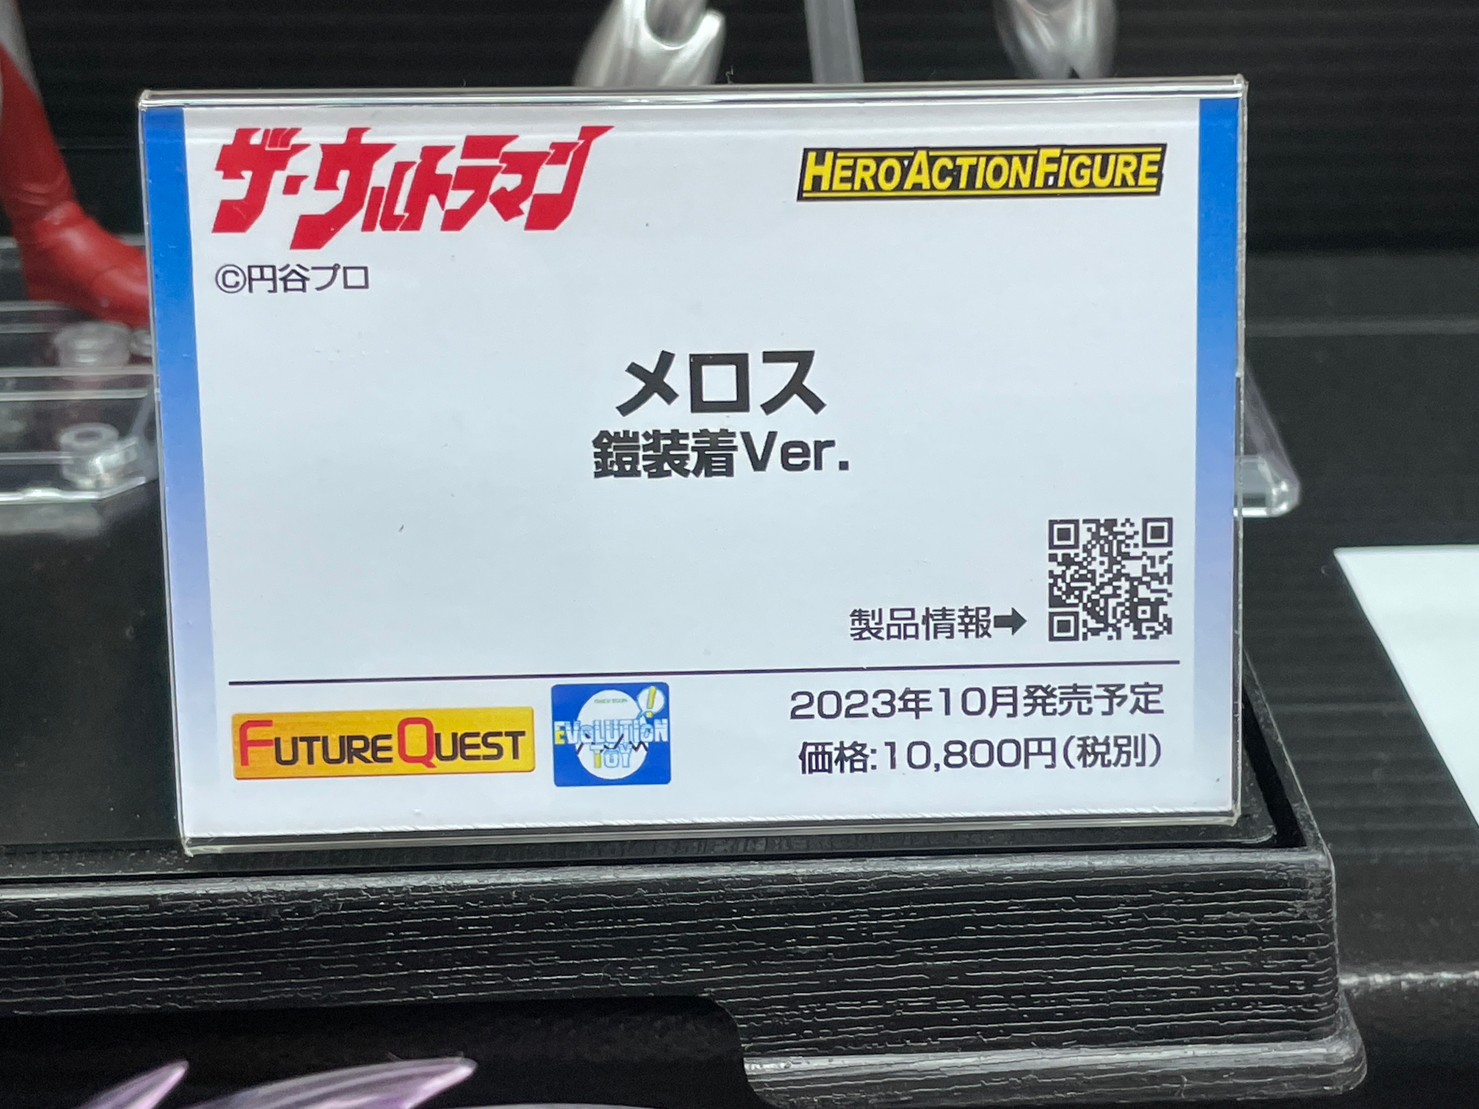 ザ・ウルトラマン
HERO ACTION FIGURE
©円谷プロ
メロス
鎧装着Ver.
製品情報➡
2023年10月発売予定
価格:10,800円(税別)
FUTURE QUEST
EVOLUTION!
TOY